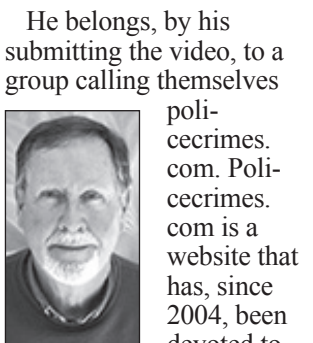 He belongs, by his
submitting the video, to a
group calling themselves
poli-
cecrimes.
com. Poli-
cecrimes.
com is a
website that
has, since
2004, been
devoted to